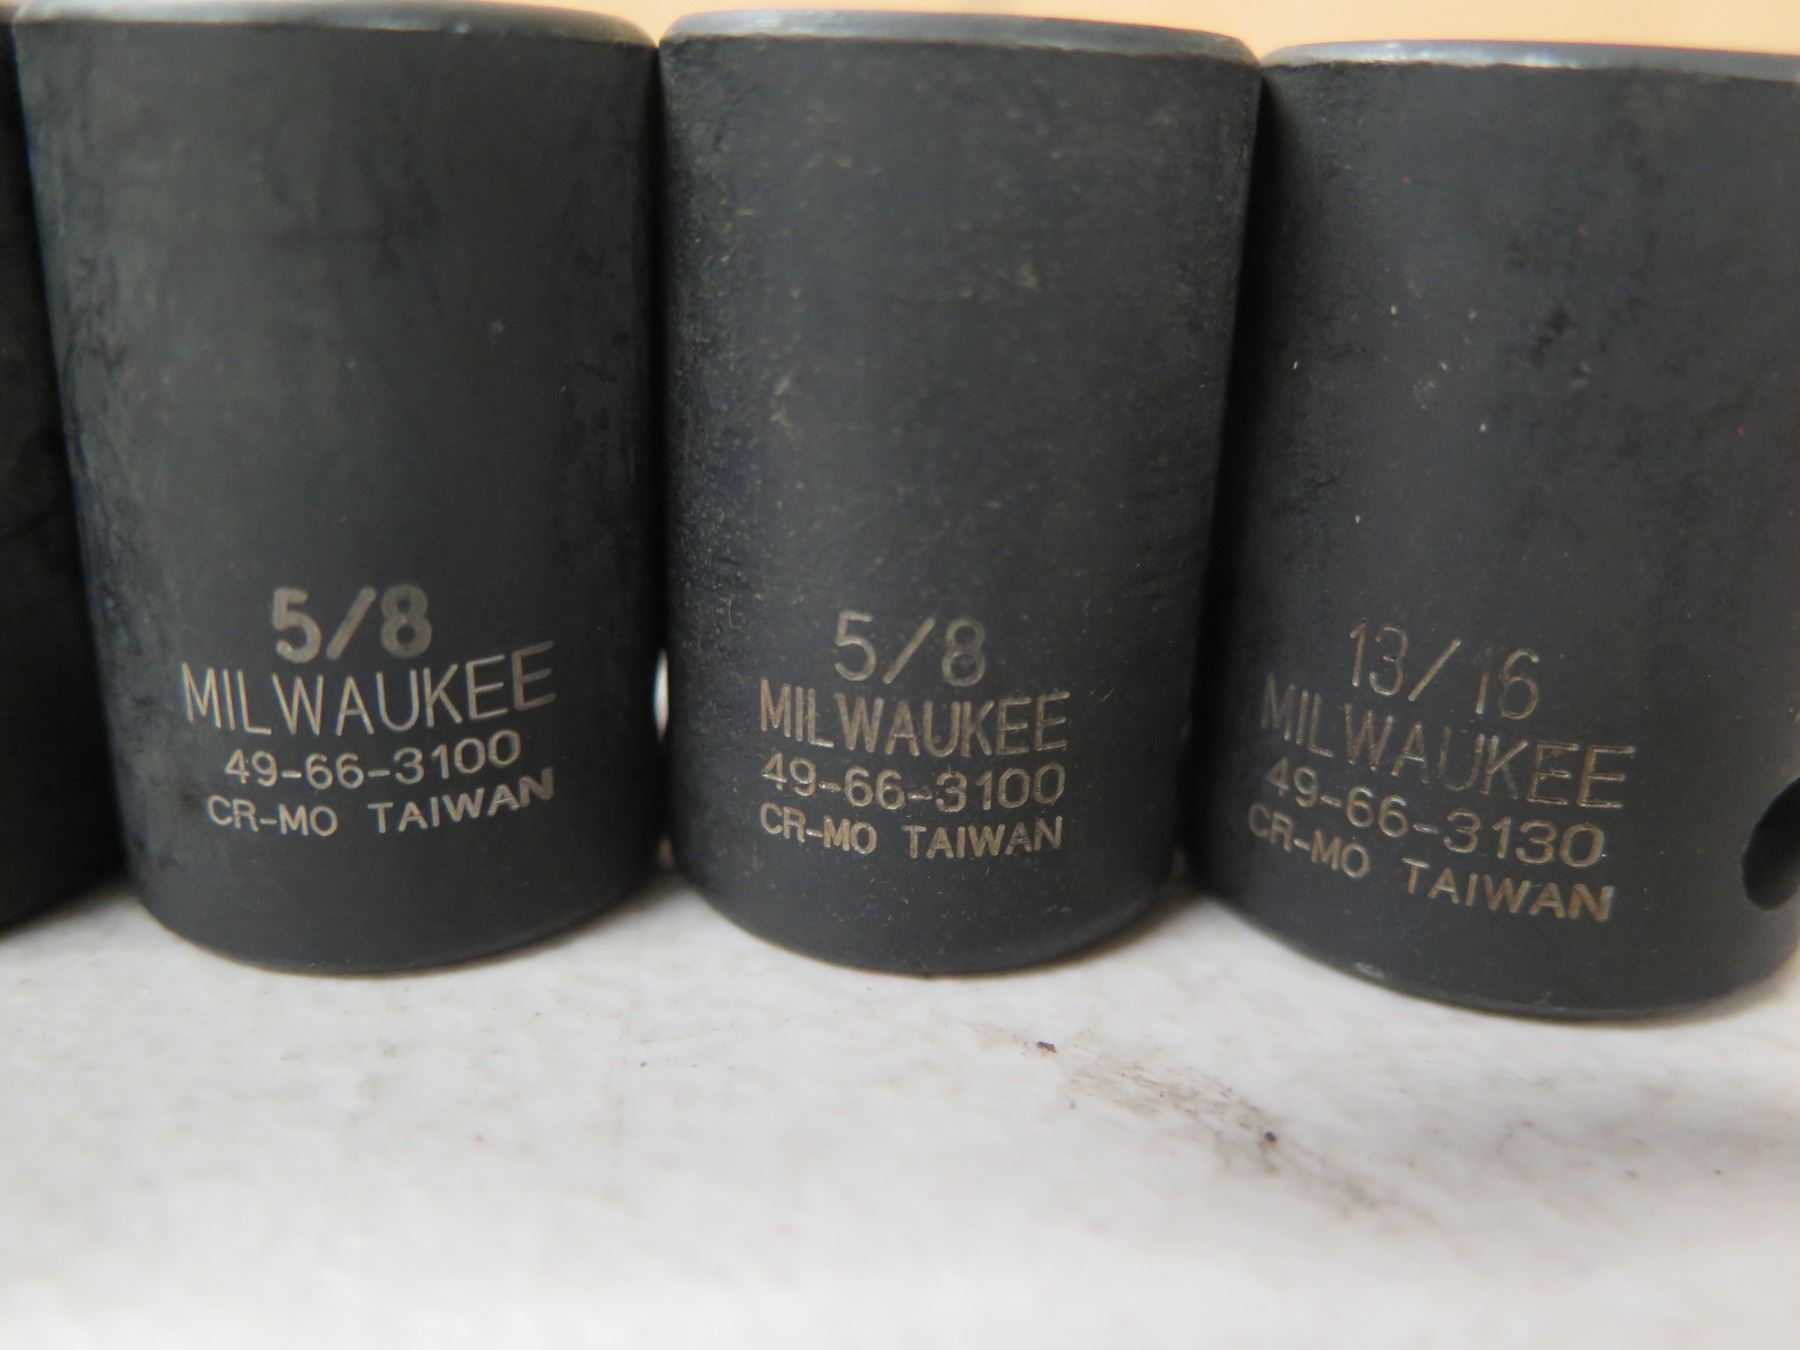 5/8
MILWAUKEE
49-66-3100
CR-MO TAIWAN
5/8
MILWAUKEE
49-66-3100
CR-MO TAIWAN
13/16
MILWAUKEE
49-66-3130
CR-MO TAIWAN